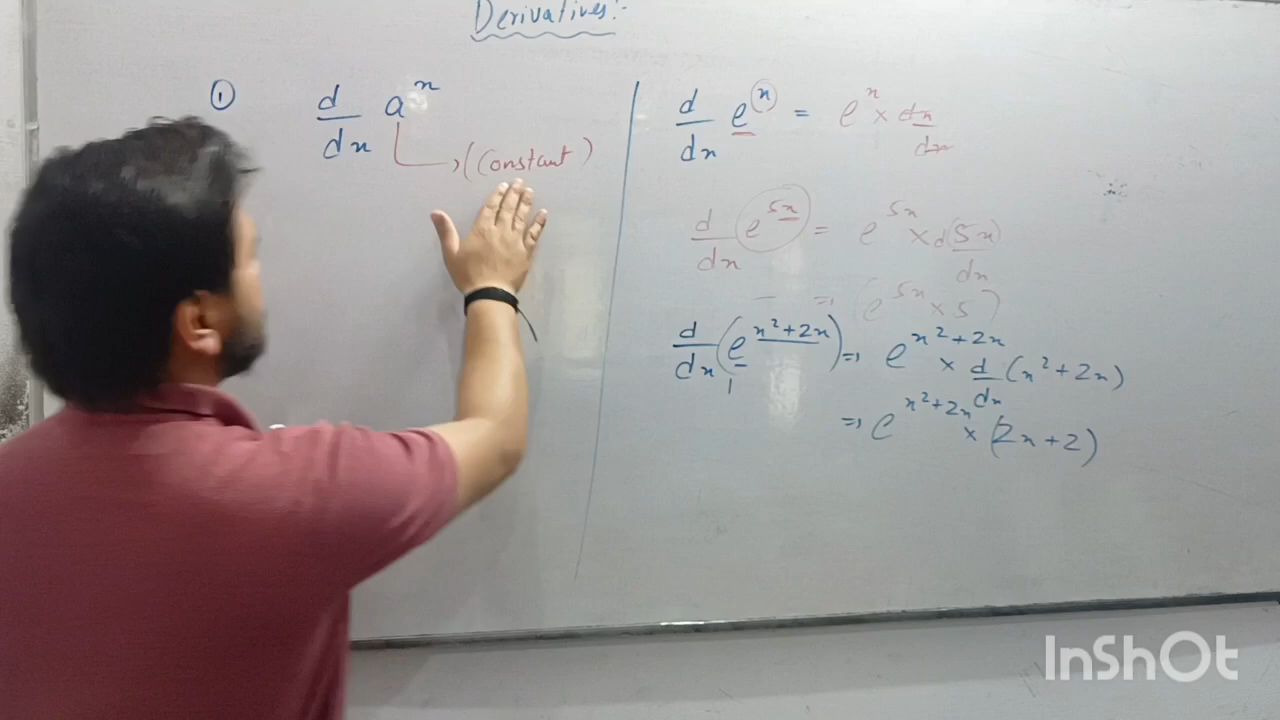 Derivatives:-
① d/dx a^x
(Constant)
d/dx e^x = e^x × dx/dx
d/dx e^5x = e^5x × d(5x)/dx
=> e^5x × 5
d/dx (e^x²+2x) => e^x²+2x × d/dx (x²+2x)
=> e^x²+2x × (2x+2)
InShOt